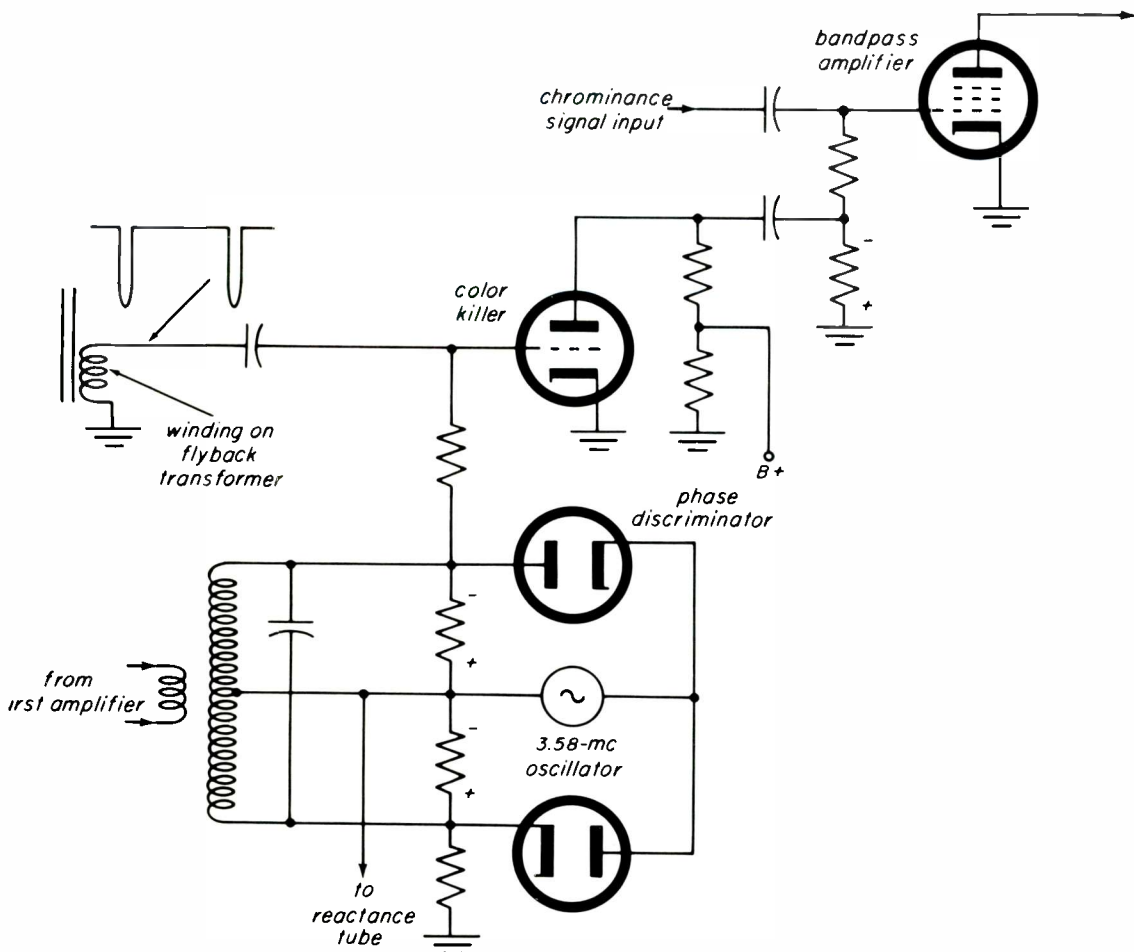 bandpass
amplifier
chrominance
signal input
color
killer
winding on
flyback
transformer
B+
phase
discriminator
from
irst amplifier
3.58-mc
oscillator
to
reactance
tube